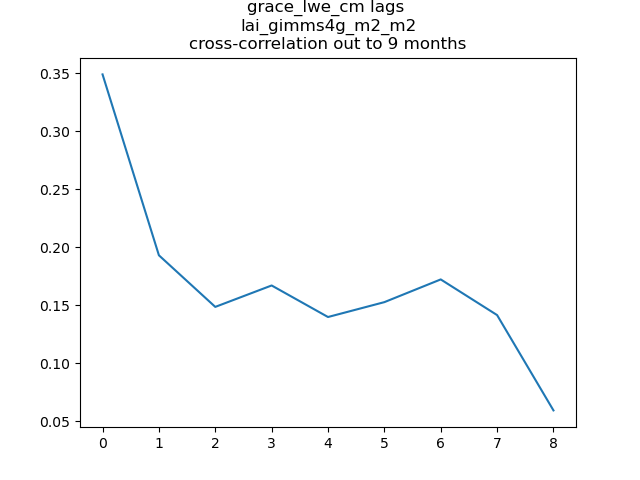 grace_lwe_cm lags
lai_gimms4g_m2_m2
cross-correlation out to 9 months
0.35
0.30
0.25
0.20
0.15
0.10
0.05
0 1 2 3 4 5 6 7 8